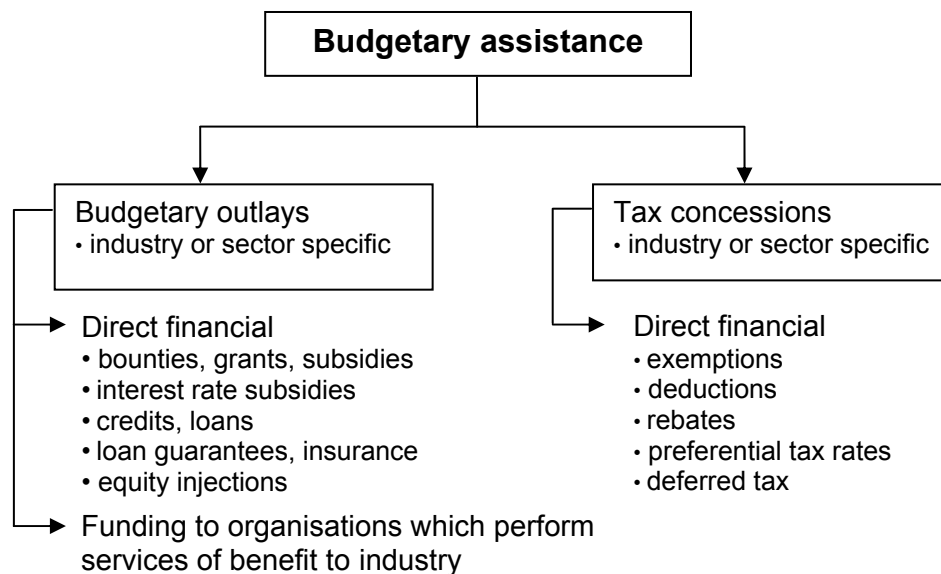 Budgetary assistance
Budgetary outlays
• industry or sector specific
Direct financial
• bounties, grants, subsidies
• interest rate subsidies
• credits, loans
• loan guarantees, insurance
• equity injections
Funding to organisations which perform
services of benefit to industry
Tax concessions
• industry or sector specific
Direct financial
• exemptions
• deductions
• rebates
• preferential tax rates
• deferred tax